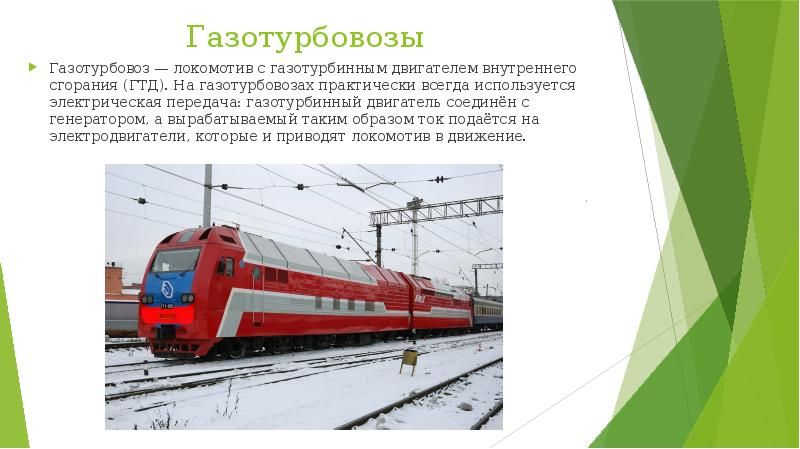 Газотурбовозы
Газотурбовоз — локомотив с газотурбинным двигателем внутреннего
сгорания (ГТД). На газотурбовозах практически всегда используется
электрическая передача: газотурбинный двигатель соединён с
генератором, а вырабатываемый таким образом ток подаётся на
электродвигатели, которые и приводят локомотив в движение.